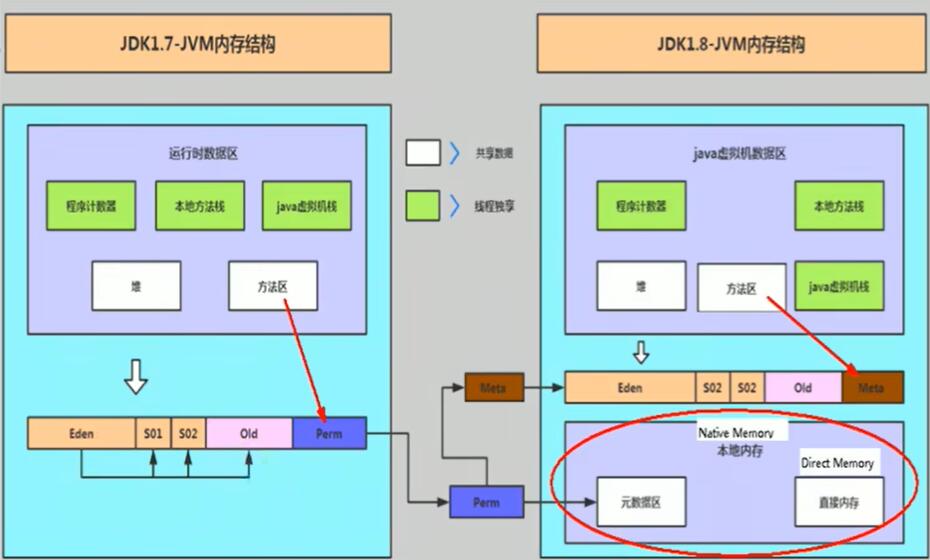 JDK1.7-JVM内存结构
JDK1.8-JVM内存结构
运行时数据区
程序计数器
本地方法栈
java虚拟机栈
堆
方法区
Eden
S01
S02
Old
Perm
共享数据
线程独享
Meta
Perm
java虚拟机数据区
程序计数器
本地方法栈
堆
方法区
java虚拟机栈
Eden
S02
S02
Old
Meta
Native Memory
本地内存
Direct Memory
元数据区
直接内存